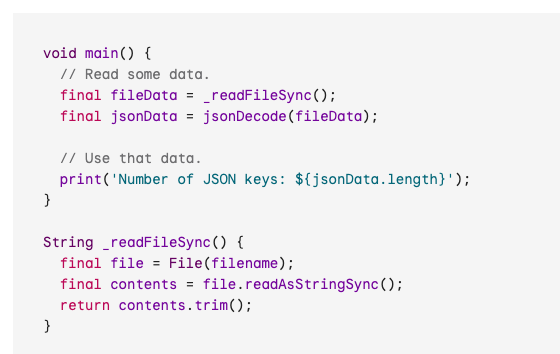 void main() {
  // Read some data.
  final fileData = _readFileSync();
  final jsonData = jsonDecode(fileData);

  // Use that data.
  print('Number of JSON keys: ${jsonData.length}');
}

String _readFileSync() {
  final file = File(filename);
  final contents = file.readAsStringSync();
  return contents.trim();
}